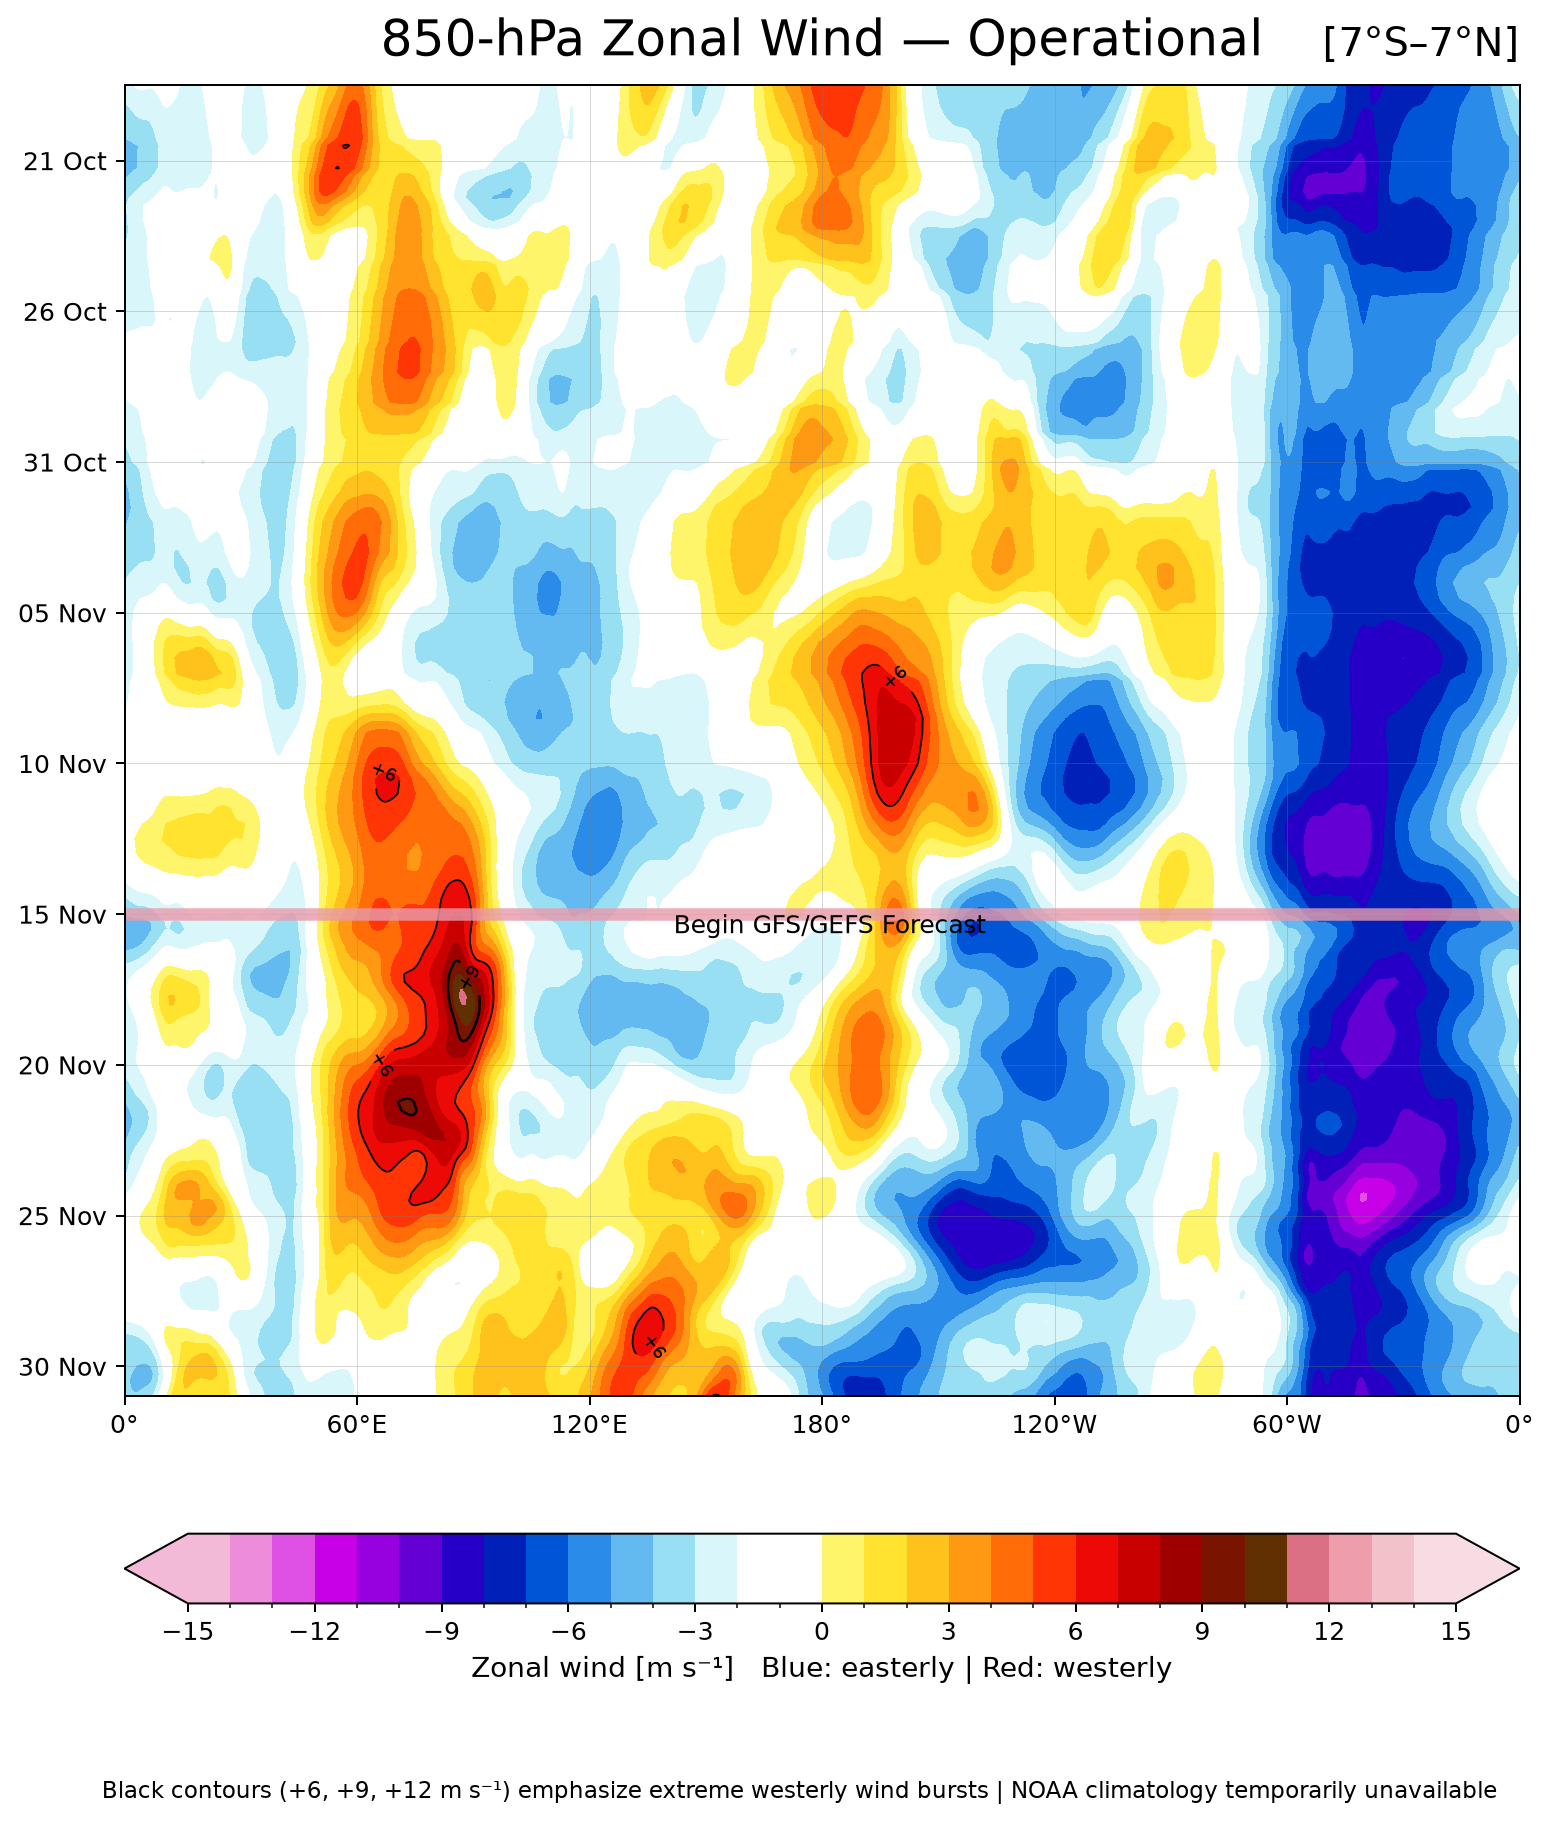 850-hPa Zonal Wind — Operational [7°S–7°N]
21 Oct
26 Oct
31 Oct
05 Nov
10 Nov
15 Nov
20 Nov
25 Nov
30 Nov
+6
+6
Begin GFS/GEFS Forecast
+9
+6
+6
0° 60°E 120°E 180° 120°W 60°W 0°
−15 −12 −9 −6 −3 0 3 6 9 12 15
Zonal wind [m s⁻¹] Blue: easterly | Red: westerly
Black contours (+6, +9, +12 m s⁻¹) emphasize extreme westerly wind bursts | NOAA climatology temporarily unavailable